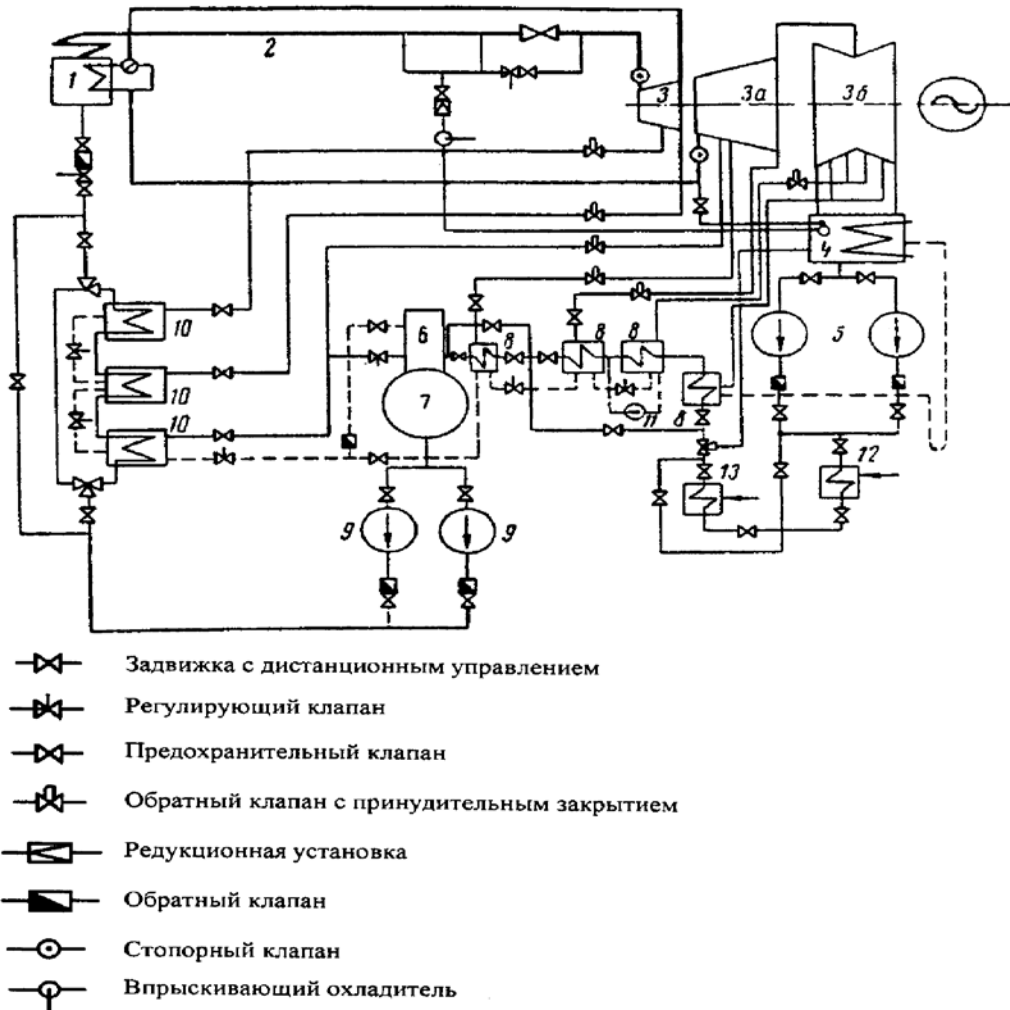 2
1
3
3а
3б
4
10
6
8
8
8
5
10
7
10
11
8
12
13
9
9
Задвижка с дистанционным управлением
Регулирующий клапан
Предохранительный клапан
Обратный клапан с принудительным закрытием
Редукционная установка
Обратный клапан
Стопорный клапан
Впрыскивающий охладитель